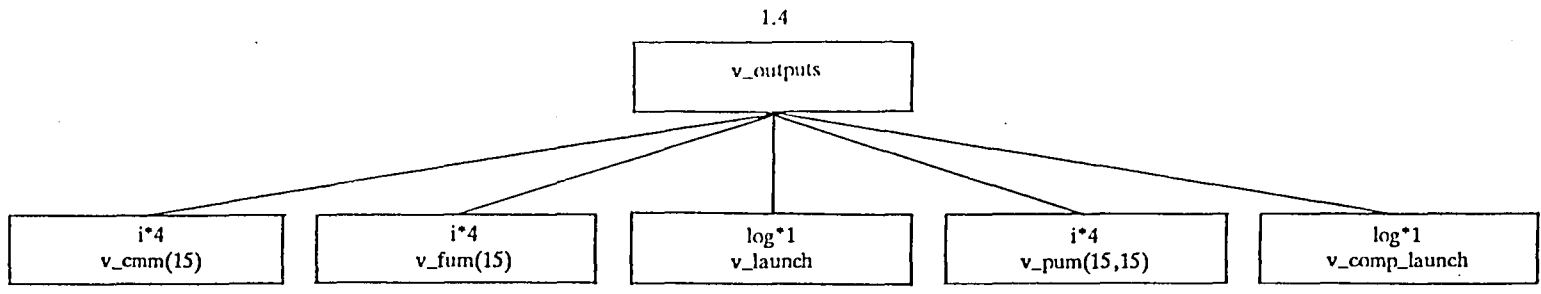 1.4
v_outputs
i*4
v_cmm(15)
i*4
v_fum(15)
log*1
v_launch
i*4
v_pum(15,15)
log*1
v_comp_launch